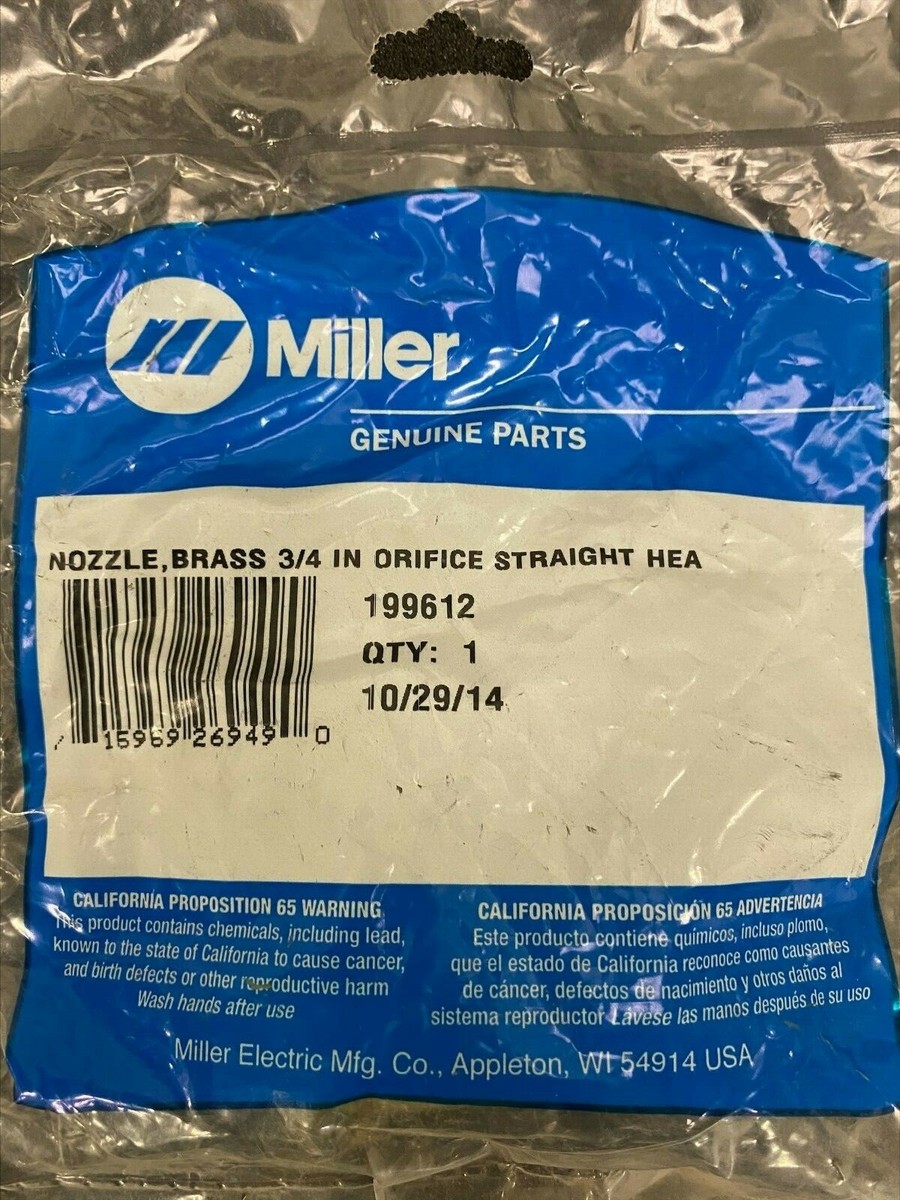 Miller
GENUINE PARTS
NOZZLE,BRASS 3/4 IN ORIFICE STRAIGHT HEA
199612
QTY: 1
10/29/14
7 15959 26949 0
CALIFORNIA PROPOSITION 65 WARNING
This product contains chemicals, including lead,
known to the state of California to cause cancer,
and birth defects or other reproductive harm
Wash hands after use
CALIFORNIA PROPOSICIÓN 65 ADVERTENCIA
Este producto contiene químicos, incluso plomo,
que el estado de California reconoce como causantes
de cáncer, defectos de nacimiento y otros daños al
sistema reproductor Lávese las manos después de su uso
Miller Electric Mfg. Co., Appleton, WI 54914 USA